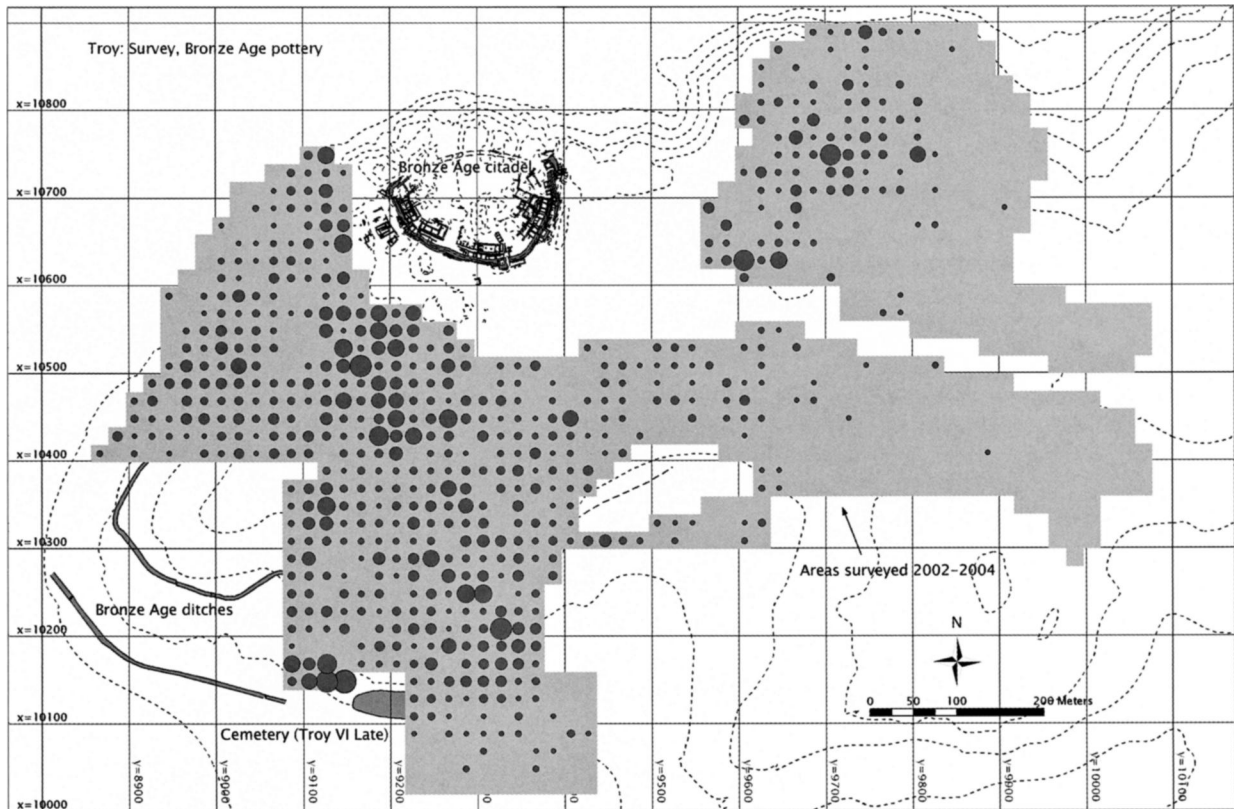 Troy: Survey, Bronze Age pottery
x=10800
Bronze Age citadel
x=10700
x=10600
x=10500
x=10400
x=10300
Areas surveyed 2002-2004
Bronze Age ditches
N
x=10200
0 50 100 200 Meters
x=10100
Cemetery (Troy VI Late)
y=8900
y=9000
y=9100
y=9200
y=9500
y=9600
y=9700
y=9800
y=9900
y=10000
y=10100
x=10000